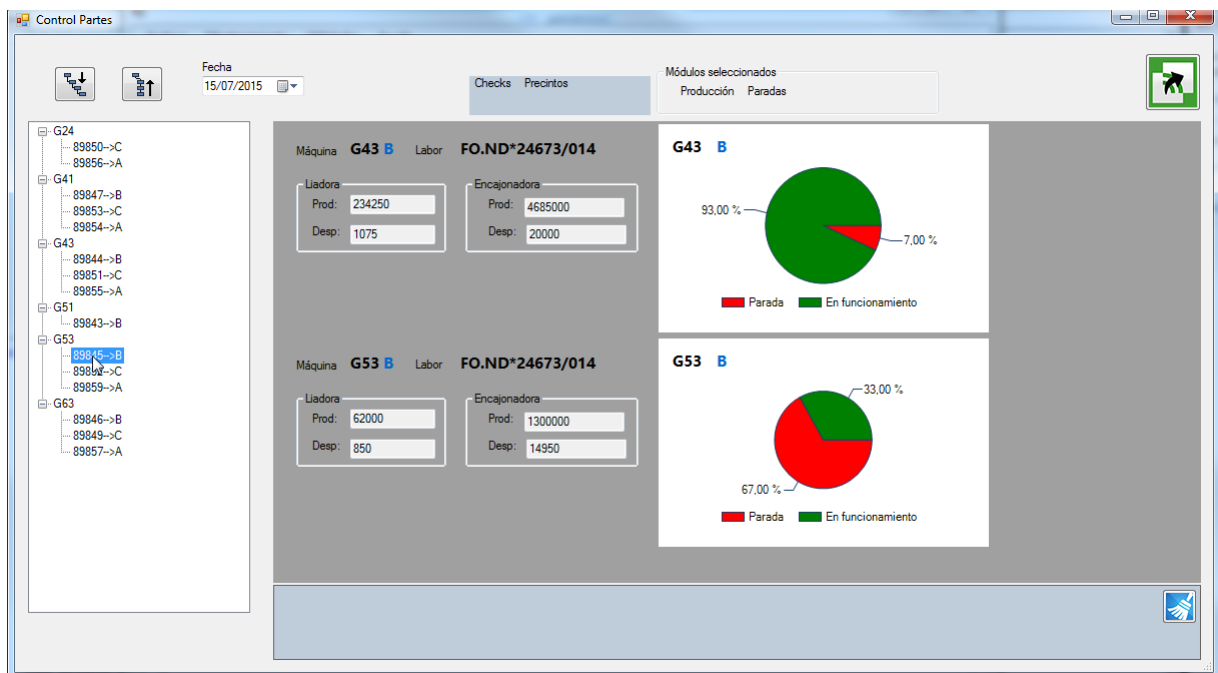 Control Partes
Fecha
15/07/2015
Checks Precintos
Módulos seleccionados
Producción Paradas
G24
89850-->C
89856-->A
G41
89847-->B
89853-->C
89854-->A
G43
89844-->B
89851-->C
89855-->A
G51
89843-->B
G53
89845-->B
89859-->A
G63
89846-->B
89849-->C
89857-->A
Máquina G43 B Labor FO.ND*24673/014
Liadora
Prod: 234250
Desp: 1075
Encajonadora
Prod: 4685000
Desp: 20000
G43 B
93,00 %
7,00 %
Parada En funcionamiento
Máquina G53 B Labor FO.ND*24673/014
Liadora
Prod: 62000
Desp: 850
Encajonadora
Prod: 1300000
Desp: 14950
G53 B
33,00 %
67,00 %
Parada En funcionamiento